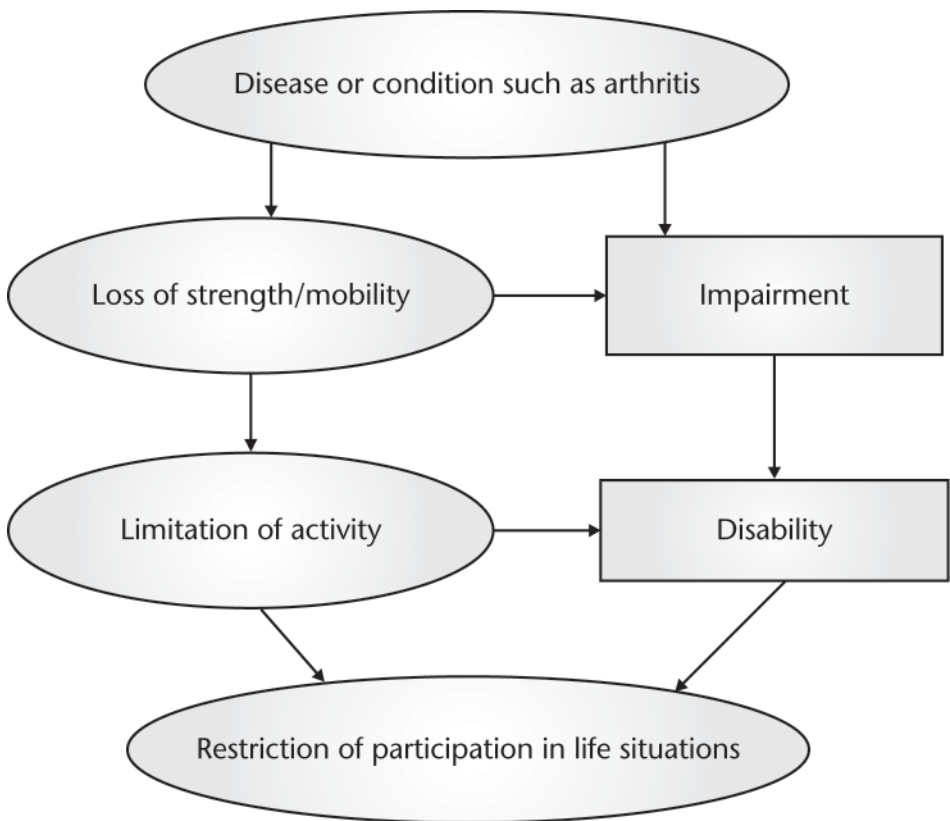 Disease or condition such as arthritis
Loss of strength/mobility
Impairment
Limitation of activity
Disability
Restriction of participation in life situations